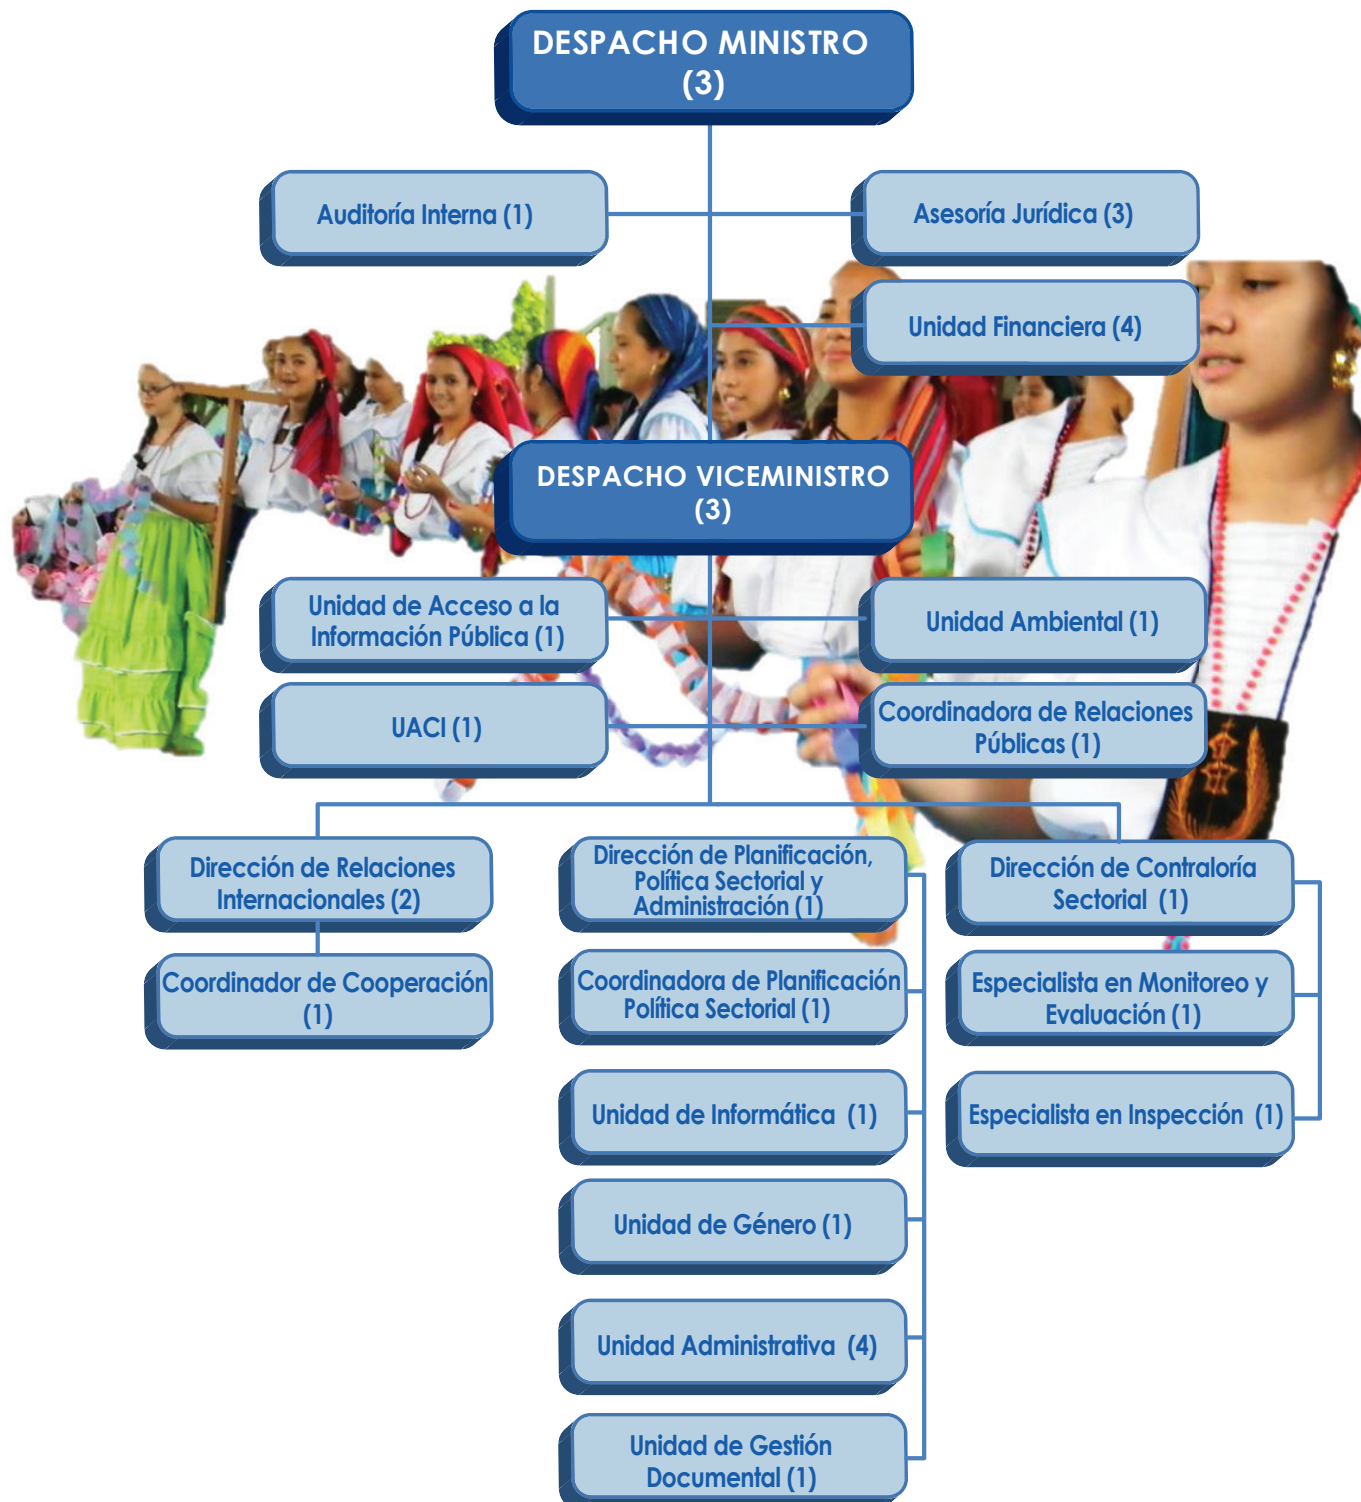 DESPACHO MINISTRO
(3)
Auditoría Interna (1)
Asesoría Jurídica (3)
Unidad Financiera (4)
DESPACHO VICEMINISTRO
(3)
Unidad de Acceso a la
Información Pública (1)
Unidad Ambiental (1)
UACI (1)
Coordinadora de Relaciones
Públicas (1)
Dirección de Relaciones
Internacionales (2)
Coordinador de Cooperación
(1)
Dirección de Planificación,
Política Sectorial y
Administración (1)
Coordinadora de Planificación
Política Sectorial (1)
Unidad de Informática (1)
Unidad de Género (1)
Unidad Administrativa (4)
Unidad de Gestión
Documental (1)
Dirección de Contraloría
Sectorial (1)
Especialista en Monitoreo y
Evaluación (1)
Especialista en Inspección (1)